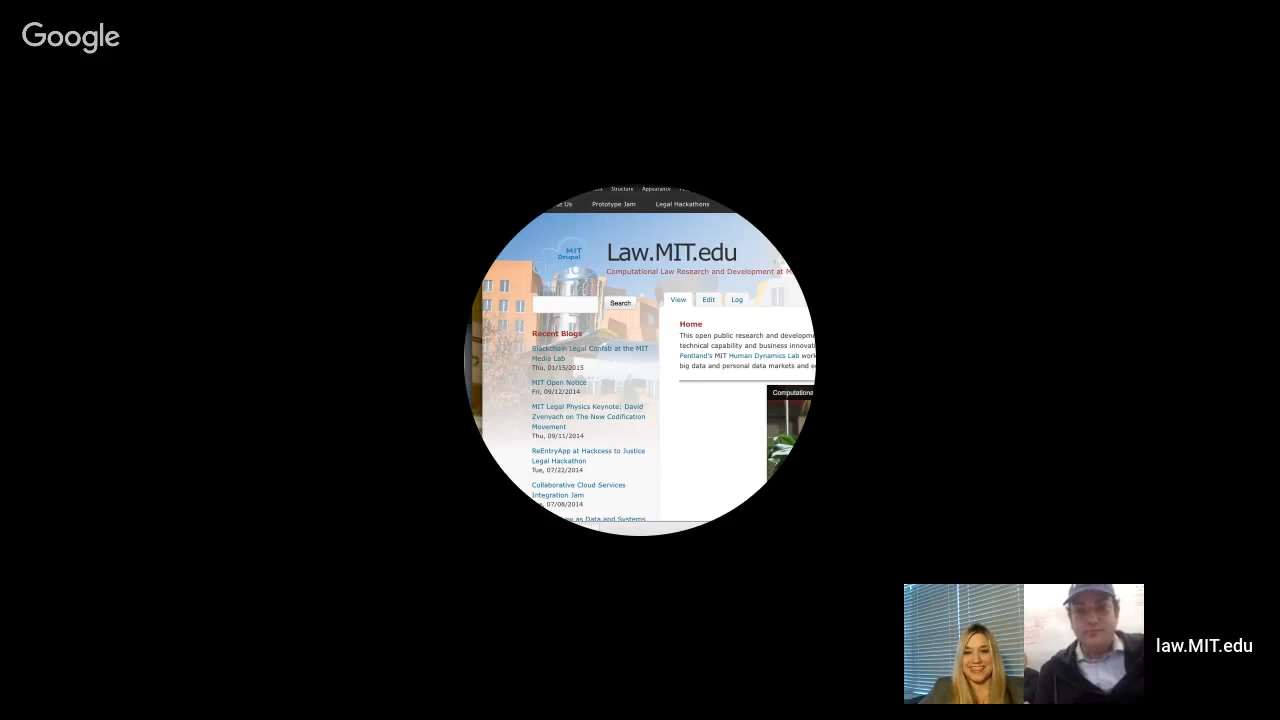 Google
Structure Appearance
Us Prototype Jam Legal Hackathons
MIT
Drupal
Law.MIT.edu
Computational Law Research and Development at
Search
View Edit Log
Recent Blogs
Blockchain Legal Confab at the MIT
Media Lab
Thu, 01/15/2015
MIT Open Notice
Fri, 09/12/2014
MIT Legal Physics Keynote: David
Zvenyach on The New Codification
Movement
Thu, 09/11/2014
ReEntryApp at Hackcess to Justice
Legal Hackathon
Tue, 07/22/2014
Collaborative Cloud Services
Integration Jam
07/08/2014
as Data and Systems
Home
This open public research and
technical capability and business
Pentland's MIT Human Dynamics Lab
big data and personal data markets and
law.MIT.edu